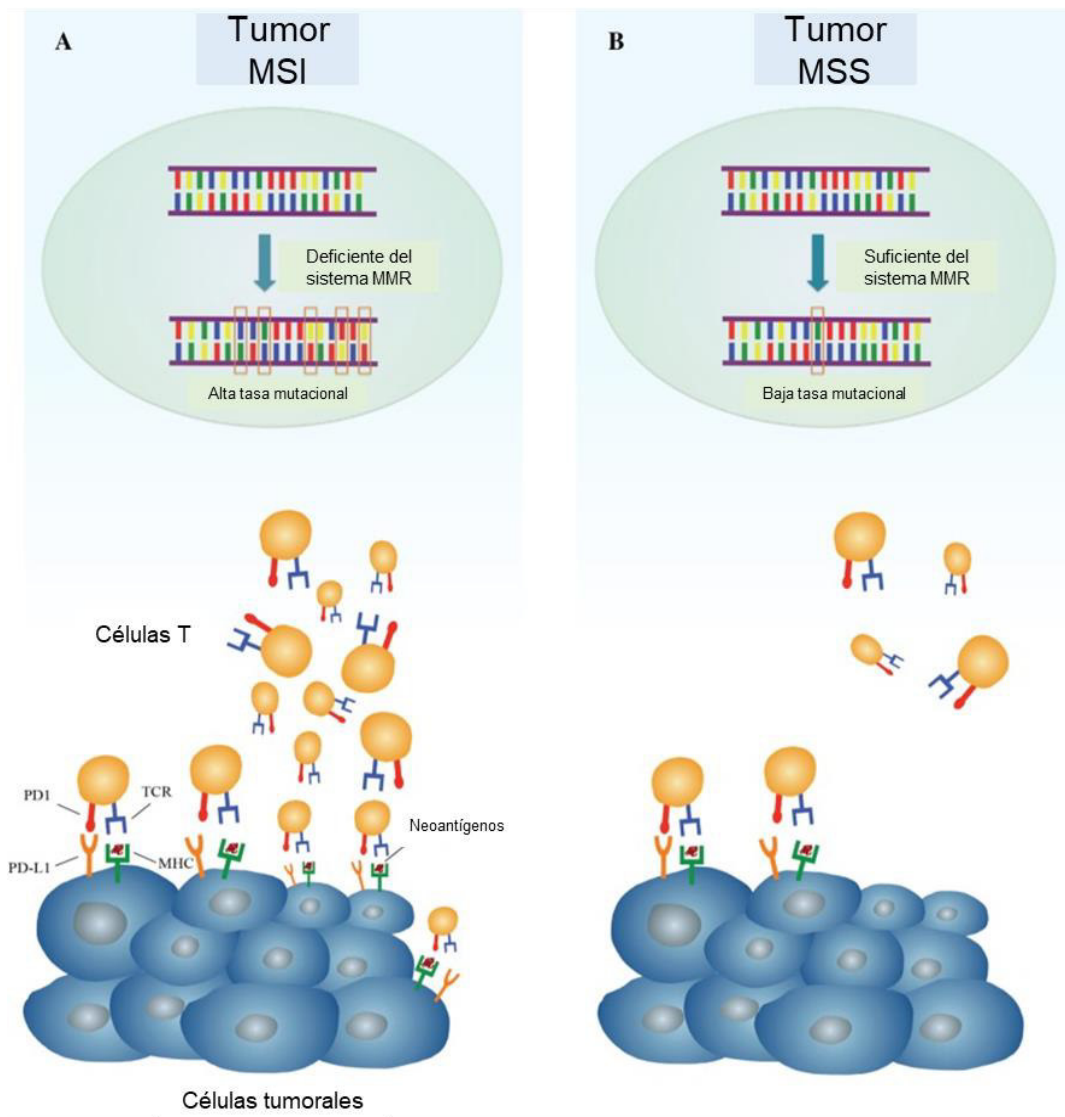 A
Tumor
MSI
Deficiente del
sistema MMR
Alta tasa mutacional
Células T
PD1
TCR
Neoantígenos
PD-L1
MHC
Células tumorales
B
Tumor
MSS
Suficiente del
sistema MMR
Baja tasa mutacional